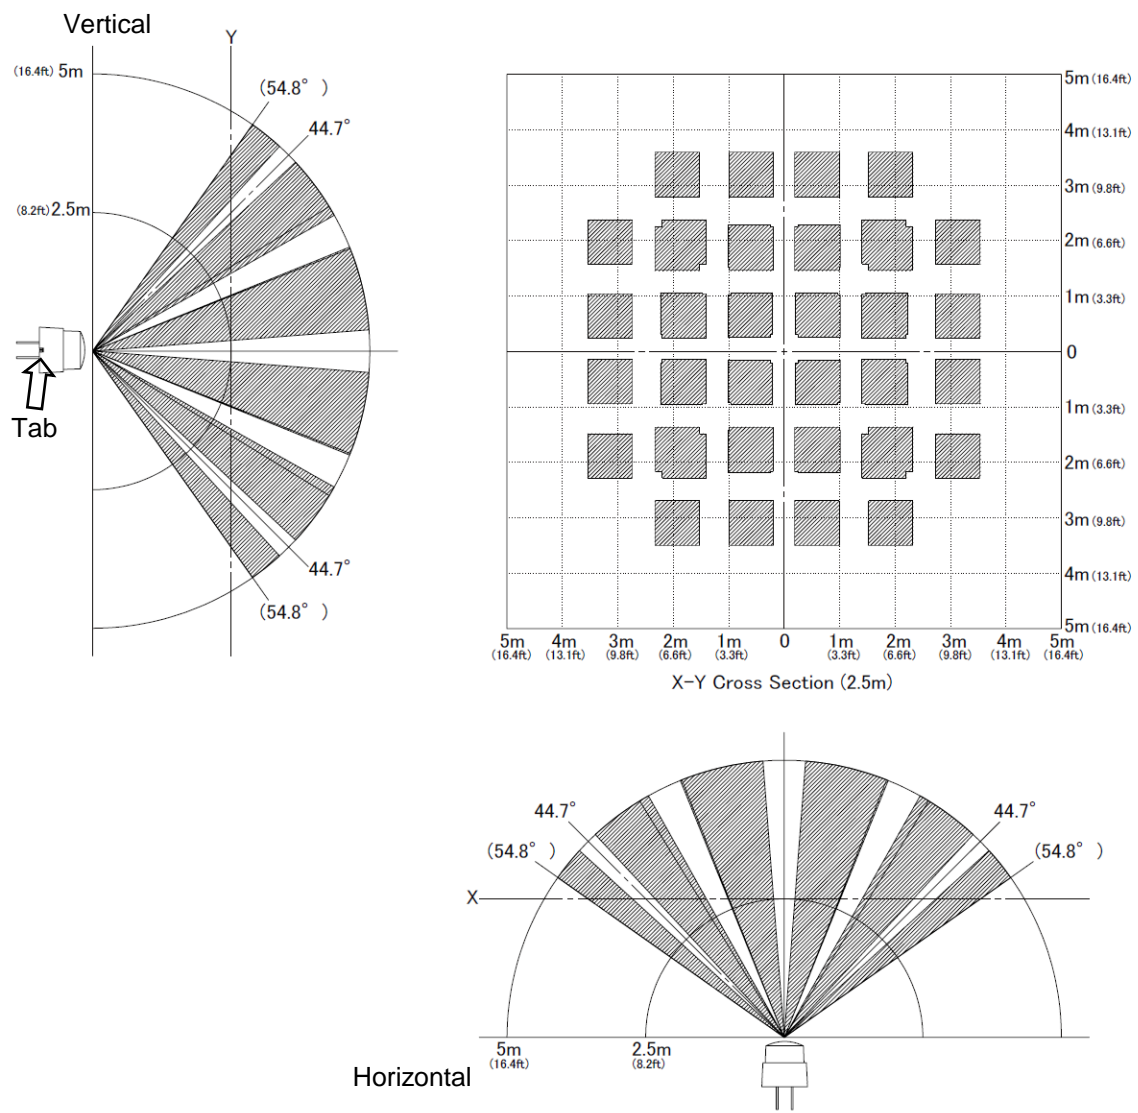 Vertical
Y
(16.4ft) 5m
(54.8° )
44.7°
(8.2ft) 2.5m
Tab
44.7°
(54.8° )
5m (16.4ft)
4m (13.1ft)
3m (9.8ft)
2m (6.6ft)
1m (3.3ft)
0
1m (3.3ft)
2m (6.6ft)
3m (9.8ft)
4m (13.1ft)
5m (16.4ft)
5m 4m 3m 2m 1m 0 1m 2m 3m 4m 5m
(16.4ft) (13.1ft) (9.8ft) (6.6ft) (3.3ft) (3.3ft) (6.6ft) (9.8ft) (13.1ft) (16.4ft)
X-Y Cross Section (2.5m)
44.7° 44.7°
(54.8° ) (54.8° )
X
5m 2.5m
(16.4ft) (8.2ft)
Horizontal